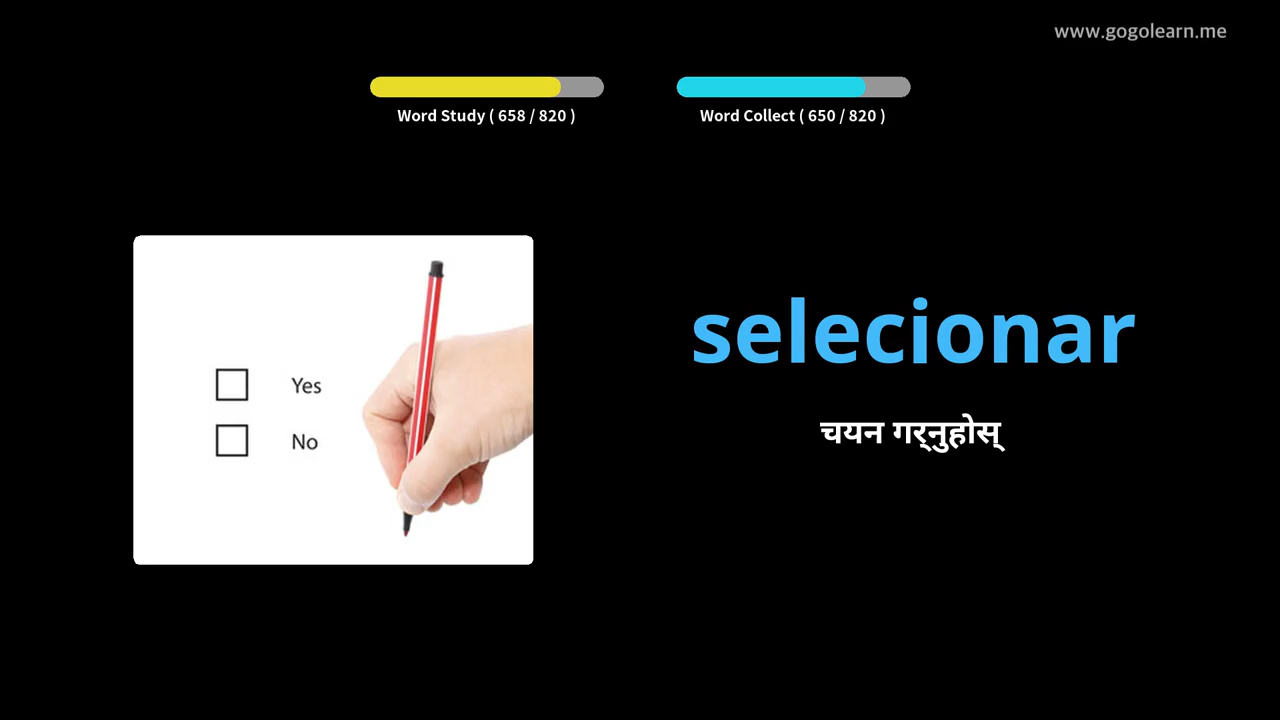 www.gogolearn.me
Word Study ( 658 / 820 )
Word Collect ( 650 / 820 )
selecionar
चयन गर्नुहोस्
Yes
No